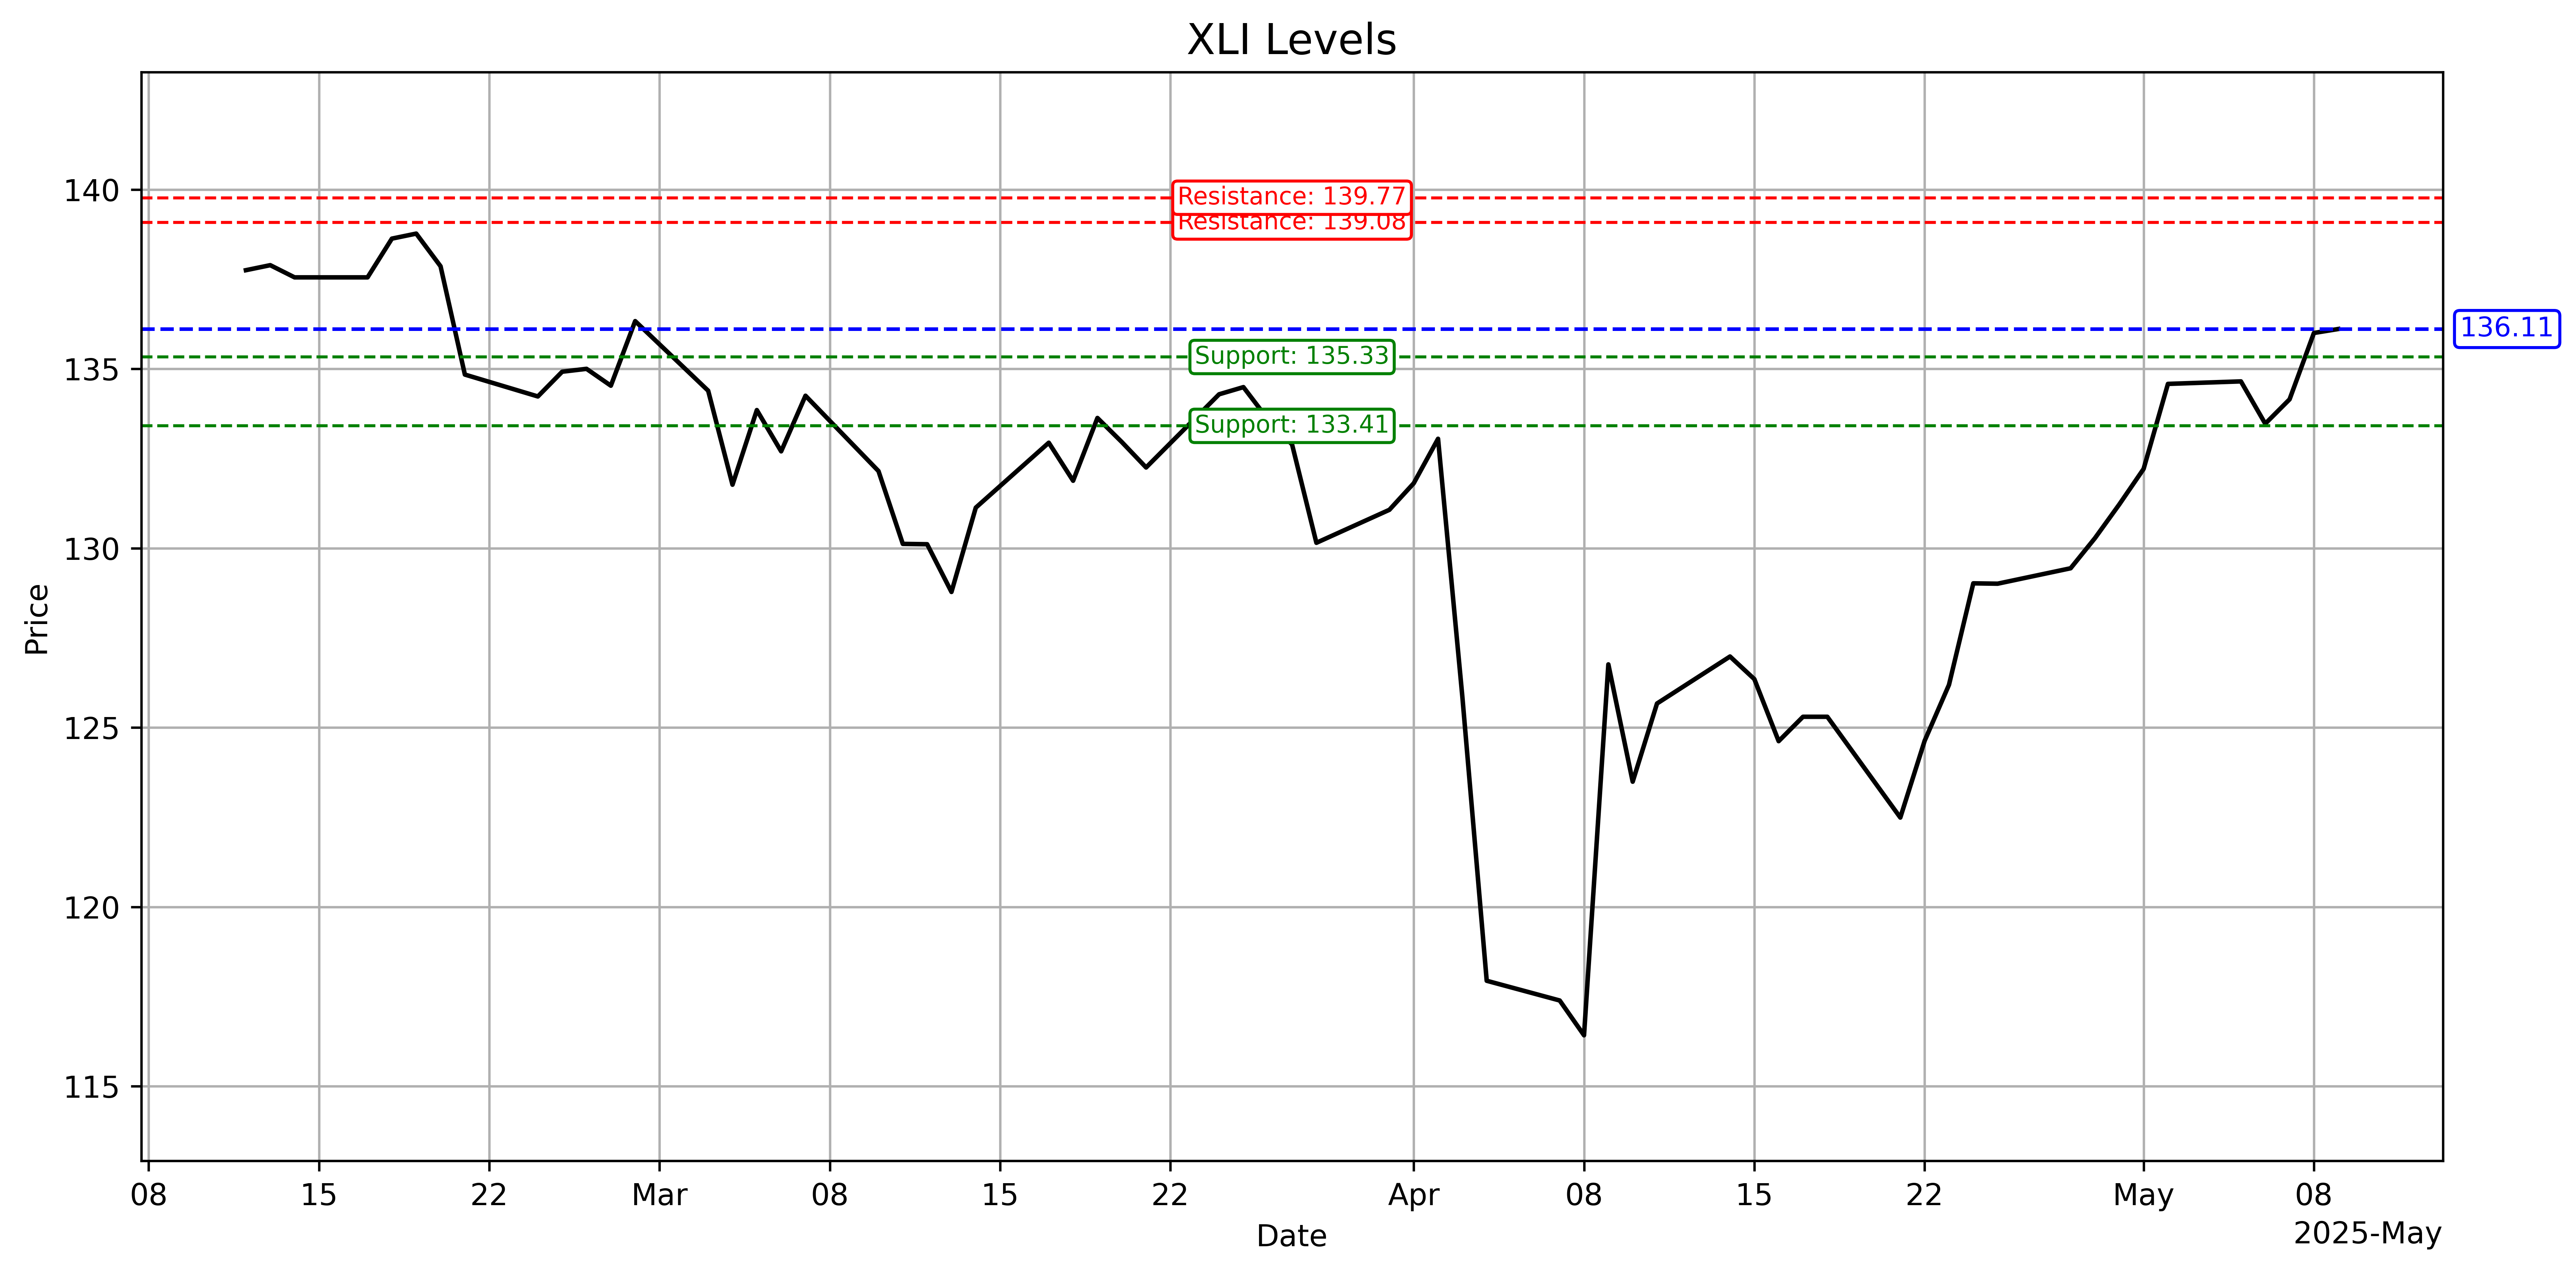 XLI Levels
140
135
130
125
120
115
Price
Resistance: 139.77
Resistance: 139.08
136.11
Support: 135.33
Support: 133.41
08 15 22 Mar 08 15 22 Apr 08 15 22 May 08
Date
2025-May